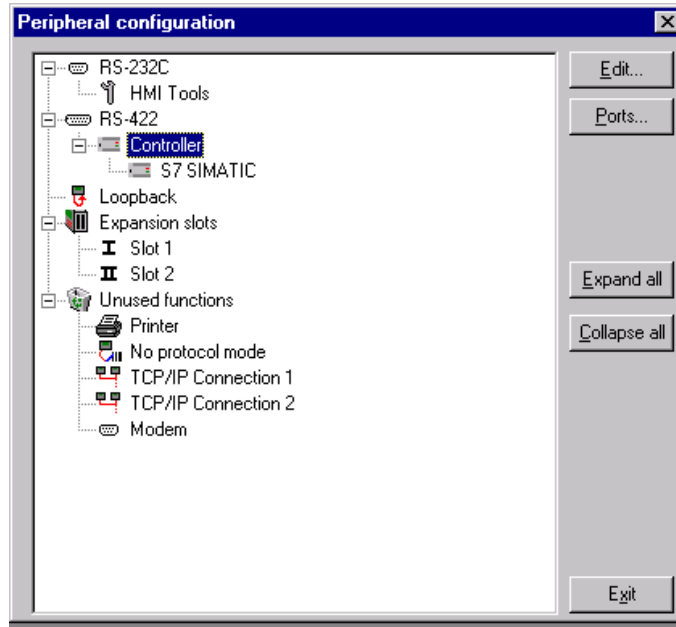 Peripheral configuration
RS-232C
HMI Tools
RS-422
Controller
S7 SIMATIC
Loopback
Expansion slots
I Slot 1
II Slot 2
Unused functions
Printer
No protocol mode
TCP/IP Connection 1
TCP/IP Connection 2
Modem
Edit...
Ports...
Expand all
Collapse all
Exit